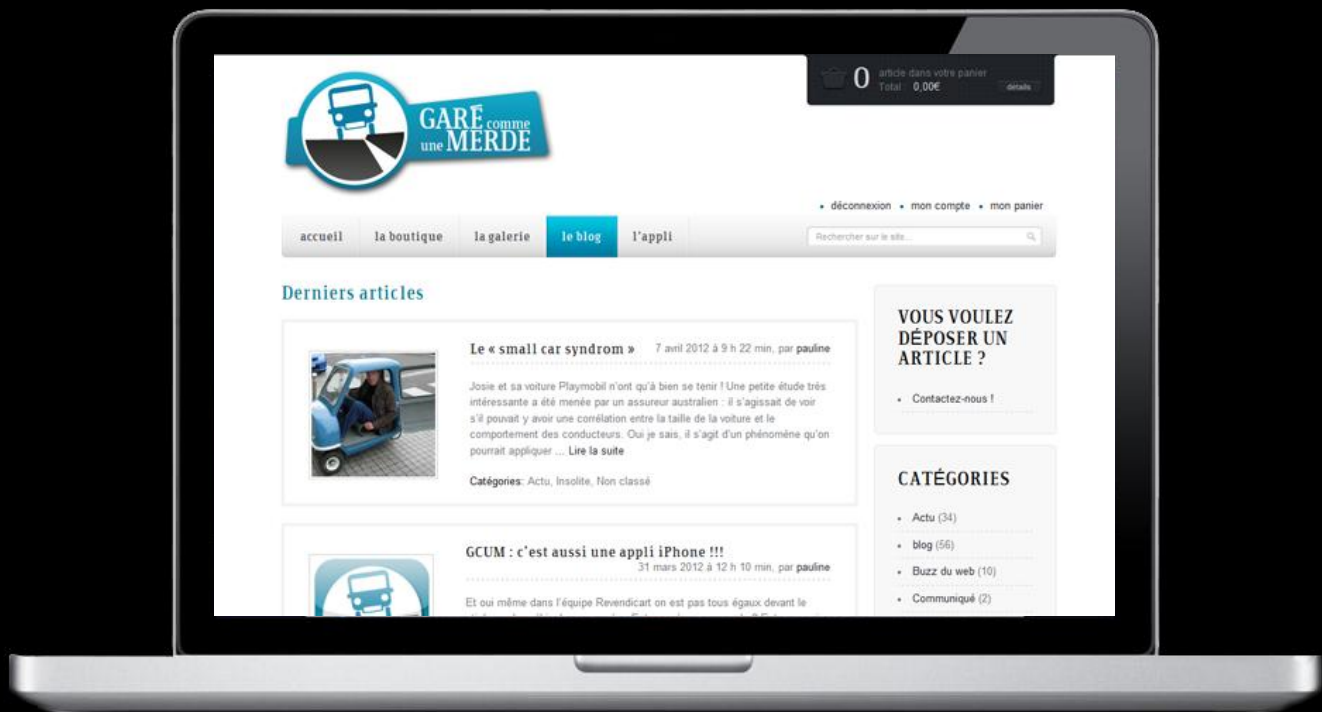 0 article dans votre panier
Total : 0,00€
détails
GARÉ comme
une MERDE
• déconnexion • mon compte • mon panier
accueil la boutique la galerie le blog l'appli
Rechercher sur le site...
Derniers articles
Le « small car syndrom » 7 avril 2012 à 9 h 22 min, par pauline
Josie et sa voiture Playmobil n'ont qu'à bien se tenir ! Une petite étude très
intéressante a été menée par un assureur australien : il s'agissait de voir
s'il pouvait y avoir une corrélation entre la taille de la voiture et le
comportement des conducteurs. Oui je sais, il s'agit d'un phénomène qu'on
pourrait appliquer ... Lire la suite
Catégories: Actu, Insolite, Non classé
GCUM : c'est aussi une appli iPhone !!!
31 mars 2012 à 12 h 10 min, par pauline
Et oui même dans l'équipe Revendicart on est pas tous égaux devant le
VOUS VOULEZ
DÉPOSER UN
ARTICLE ?
• Contactez-nous !
CATÉGORIES
• Actu (34)
• blog (56)
• Buzz du web (10)
• Communiqué (2)